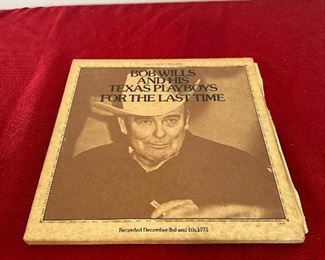 BOB WILLS
AND HIS
TEXAS PLAYBOYS
FOR THE LAST TIME
Recorded December 3rd and 4th, 1973